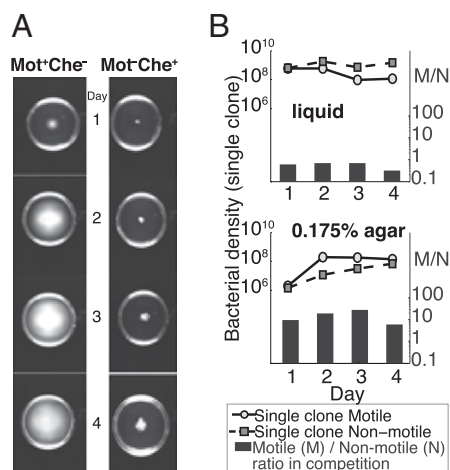 A
B
Mot⁺Che⁻ Mot⁻Che⁺
Day
1
2
3
4
Bacterial density (single clone)
10¹⁰
10⁸
10⁶
liquid
M/N
100
10
1
0.1
1 2 3 4
10¹⁰
10⁸
10⁶
0.175% agar
M/N
100
10
1
0.1
1 2 3 4
Day
Single clone Motile
Single clone Non-motile
Motile (M) / Non-motile (N)
ratio in competition